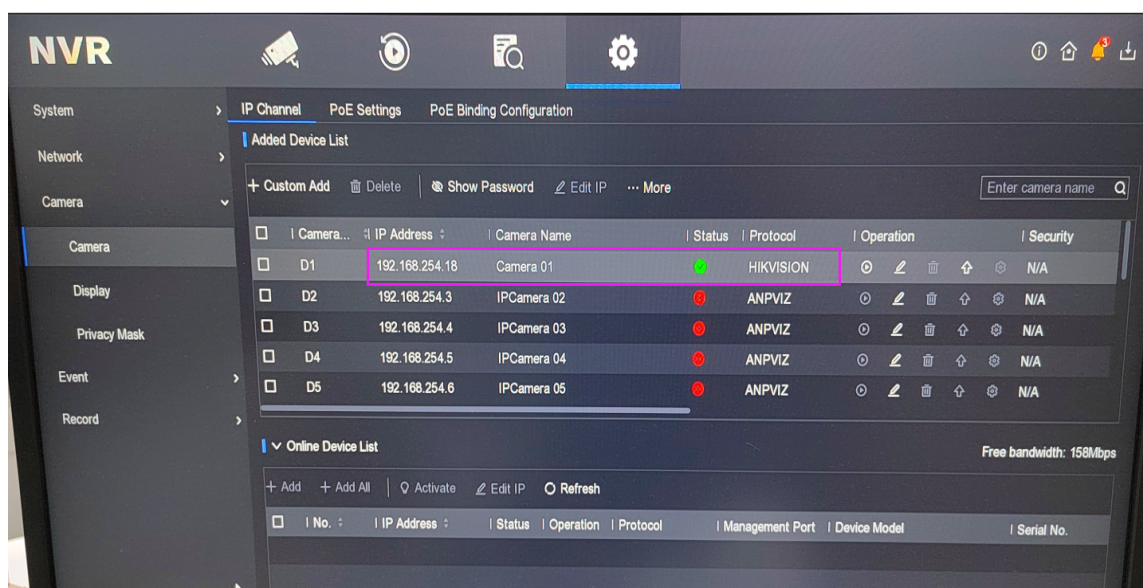 NVR
3
System
Network
Camera
Camera
Display
Privacy Mask
Event
Record
IP Channel PoE Settings PoE Binding Configuration
Added Device List
+ Custom Add Delete Show Password Edit IP ··· More
Enter camera name
Camera... IP Address Camera Name Status Protocol Operation Security
D1 192.168.254.18 Camera 01 HIKVISION N/A
D2 192.168.254.3 IPCamera 02 ANPVIZ N/A
D3 192.168.254.4 IPCamera 03 ANPVIZ N/A
D4 192.168.254.5 IPCamera 04 ANPVIZ N/A
D5 192.168.254.6 IPCamera 05 ANPVIZ N/A
Online Device List
Free bandwidth: 158Mbps
+ Add + Add All Activate Edit IP Refresh
No. IP Address Status Operation Protocol Management Port Device Model Serial No.